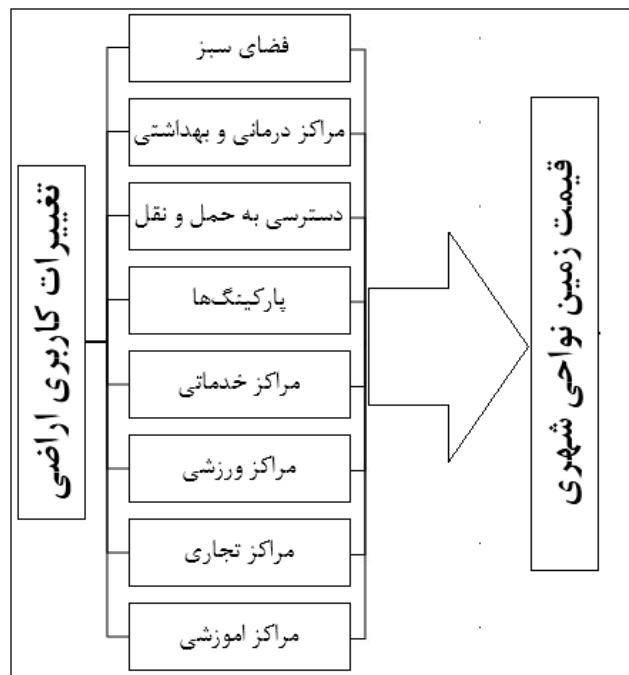 فضای سبز
مراکز درمانی و بهداشتی
دسترسی به حمل و نقل
پارکینگ‌ها
مراکز خدماتی
مراکز ورزشی
مراکز تجاری
مراکز اموزشی
تغییرات کاربری اراضی
قیمت زمین نواحی شهری